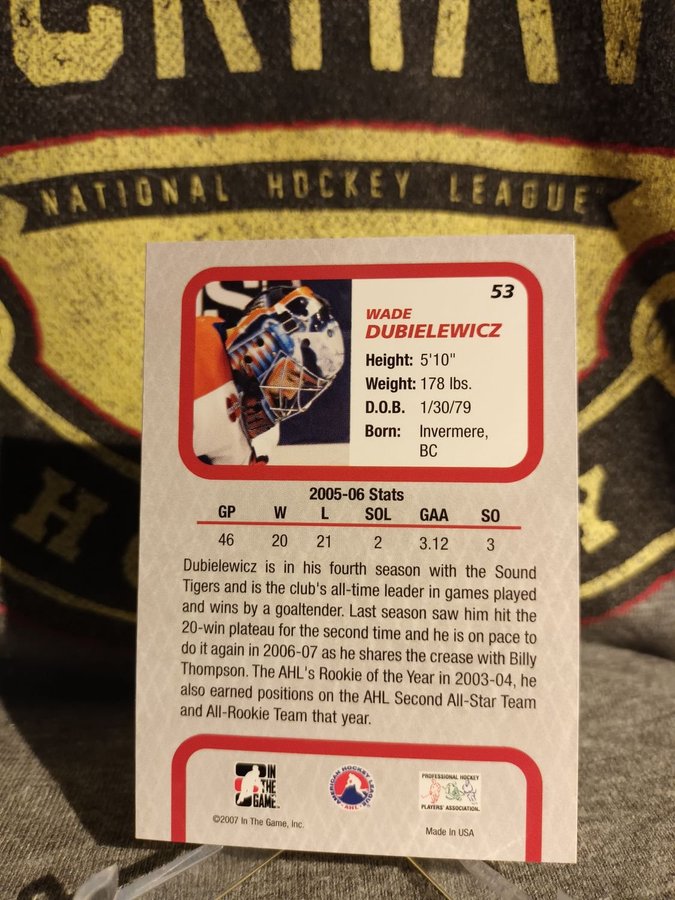 NATIONAL HOCKEY LEAGUE
53
WADE
DUBIELEWICZ
Height: 5'10"
Weight: 178 lbs.
D.O.B. 1/30/79
Born: Invermere,
BC
2005-06 Stats
GP W L SOL GAA SO
46 20 21 2 3.12 3
Dubielewicz is in his fourth season with the Sound
Tigers and is the club's all-time leader in games played
and wins by a goaltender. Last season saw him hit the
20-win plateau for the second time and he is on pace to
do it again in 2006-07 as he shares the crease with Billy
Thompson. The AHL's Rookie of the Year in 2003-04, he
also earned positions on the AHL Second All-Star Team
and All-Rookie Team that year.
IN
THE
GAME
AMERICAN HOCKEY LEAGUE
AHL
PROFESSIONAL HOCKEY
PLAYERS' ASSOCIATION
©2007 In The Game, Inc.
Made in USA